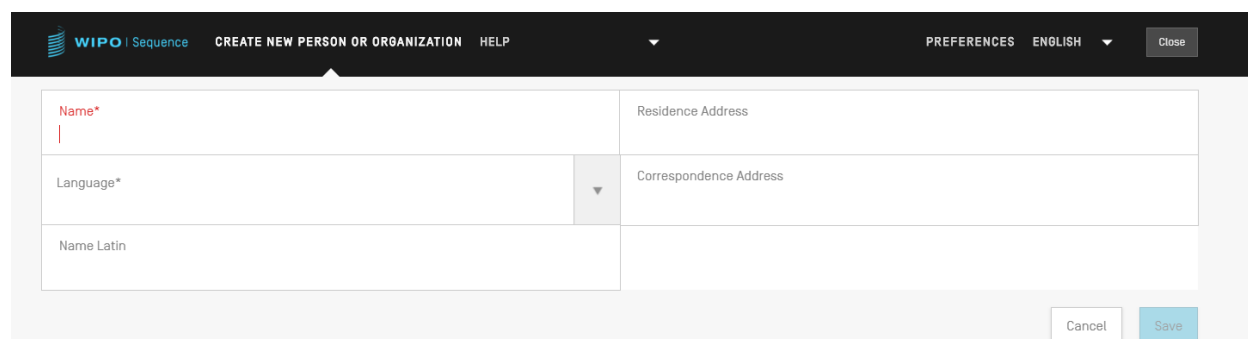 WIPO | Sequence CREATE NEW PERSON OR ORGANIZATION HELP PREFERENCES ENGLISH Close
Name* Residence Address
Language* Correspondence Address
Name Latin
Cancel Save